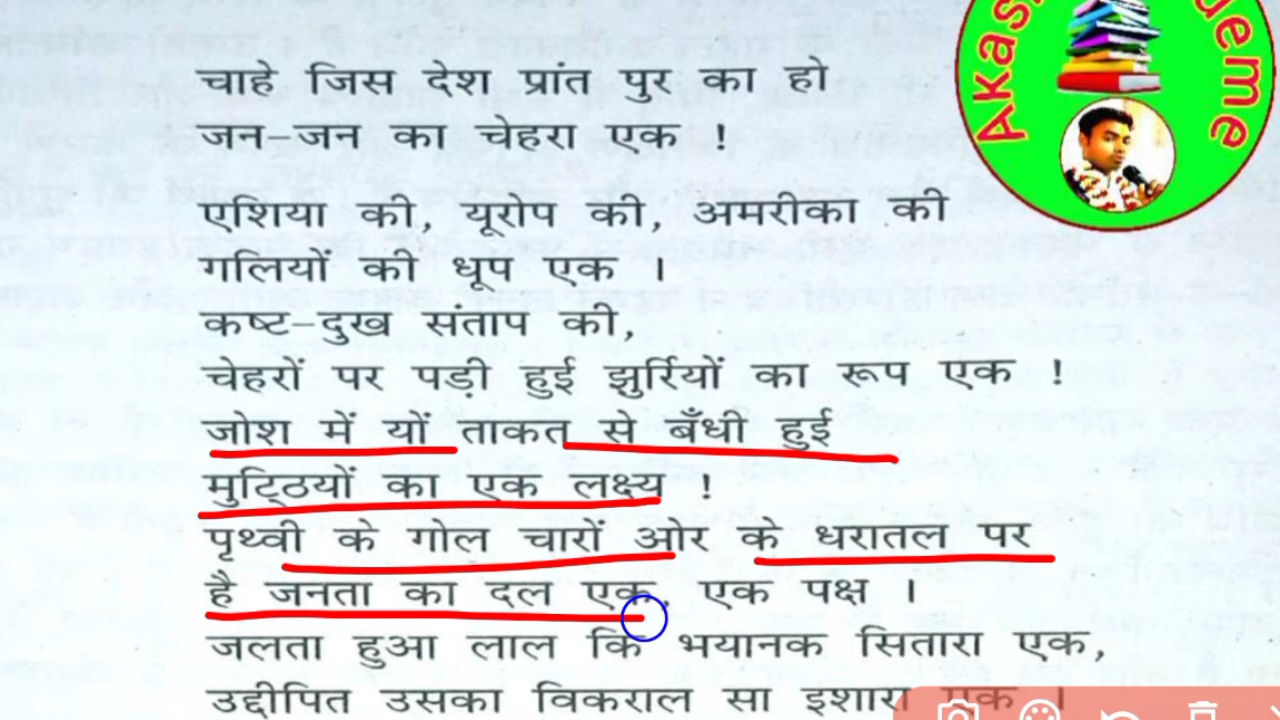 चाहे जिस देश प्रांत पुर का हो
जन-जन का चेहरा एक !
एशिया की, यूरोप की, अमरीका की
गलियों की धूप एक ।
कष्ट-दुख संताप की,
चेहरों पर पड़ी हुई झुर्रियों का रूप एक !
जोश में यों ताकत से बँधी हुई
मुट्ठियों का एक लक्ष्य !
पृथ्वी के गोल चारों ओर के धरातल पर
है जनता का दल एक, एक पक्ष ।
जलता हुआ लाल कि भयानक सितारा एक,
उद्दीपित उसका विकराल सा इशारा एक ।